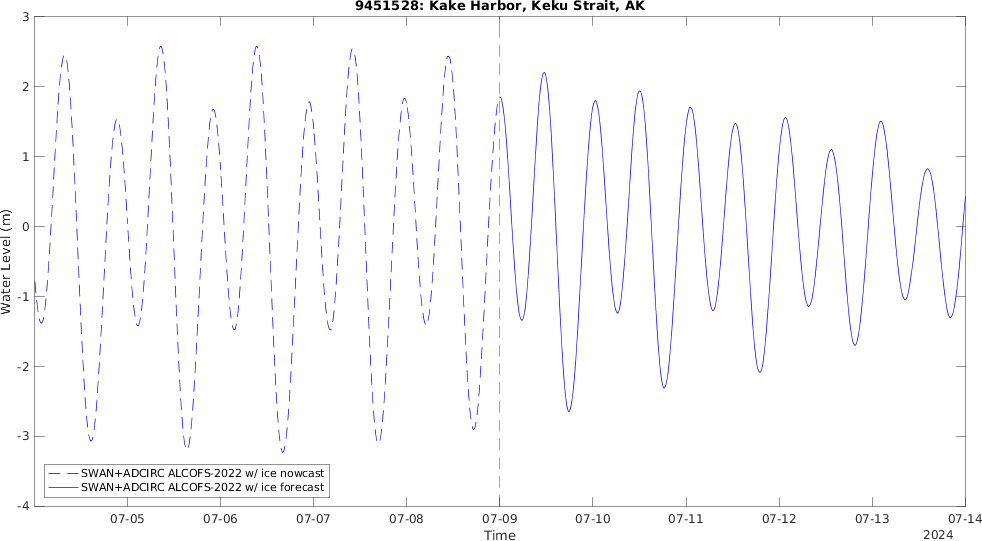 9451528: Kake Harbor, Keku Strait, AK
3
2
1
0
-1
-2
-3
-4
Water Level (m)
SWAN+ADCIRC ALCOFS-2022 w/ ice nowcast
SWAN+ADCIRC ALCOFS-2022 w/ ice forecast
07-05 07-06 07-07 07-08 07-09 07-10 07-11 07-12 07-13 07-14
Time
2024